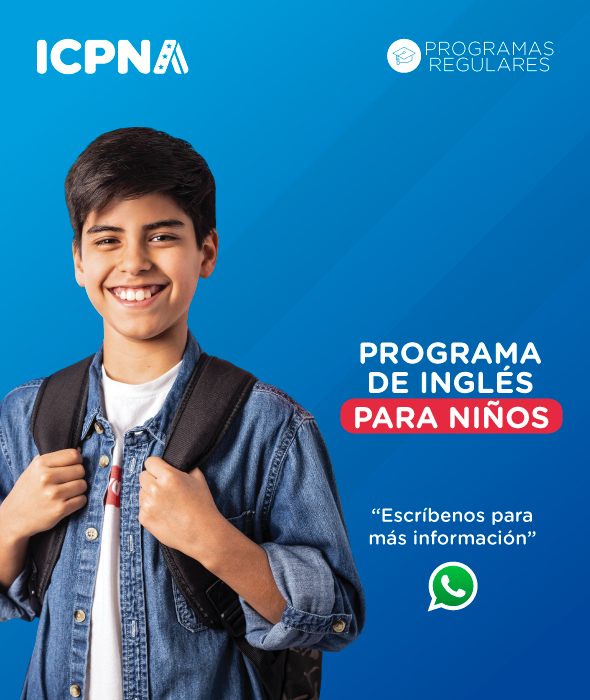 ICPNA
PROGRAMAS
REGULARES
PROGRAMA
DE INGLÉS
PARA NIÑOS
“Escríbenos para
más información”